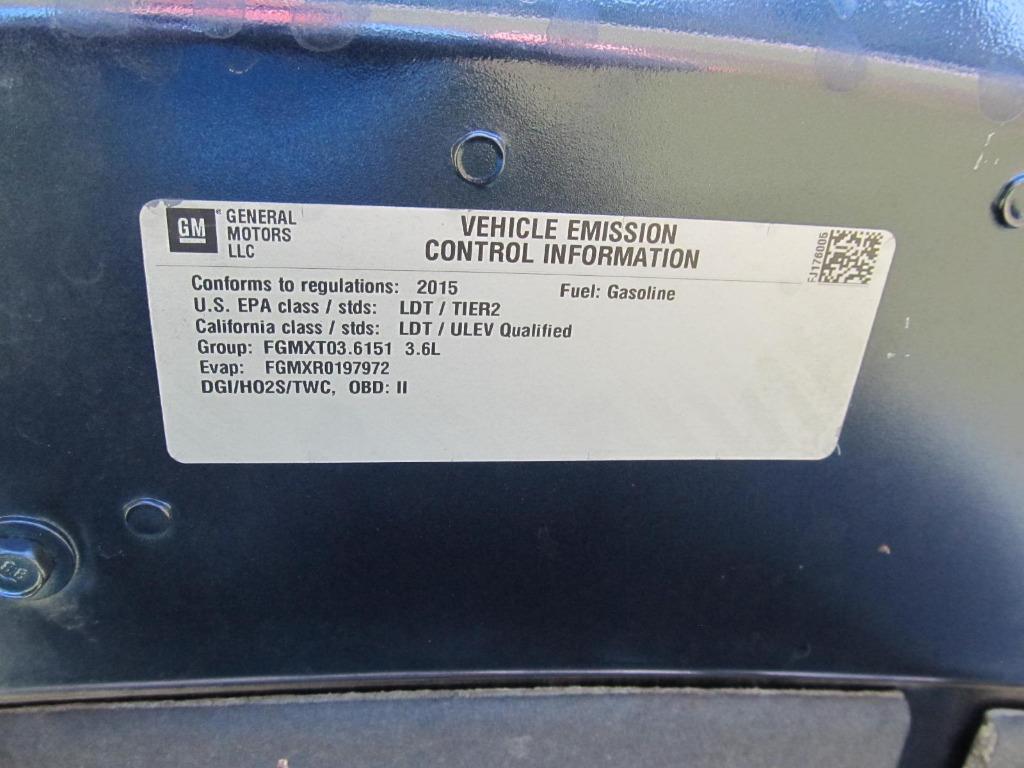 GM
GENERAL
MOTORS
LLC
VEHICLE EMISSION
CONTROL INFORMATION
FJ176006
Conforms to regulations: 2015 Fuel: Gasoline
U.S. EPA class / stds: LDT / TIER2
California class / stds: LDT / ULEV Qualified
Group: FGMXT03.6151 3.6L
Evap: FGMXR0197972
DGI/HO2S/TWC, OBD: II